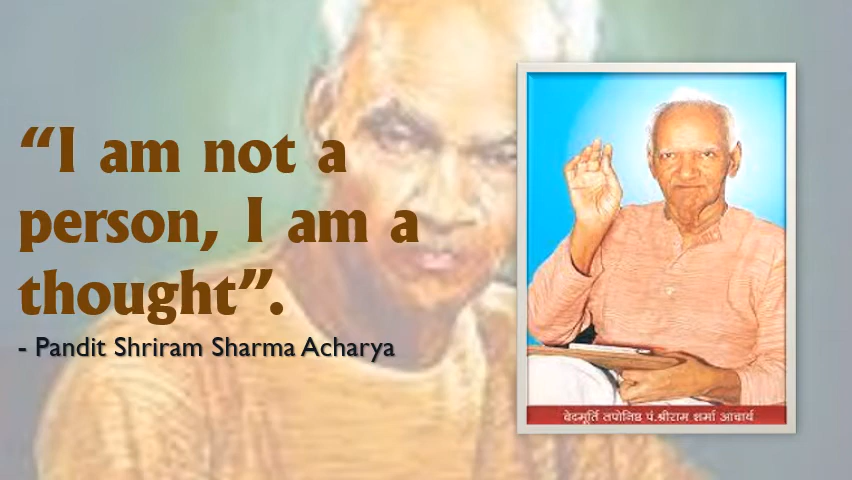 “I am not a
person, I am a
thought”.
- Pandit Shriram Sharma Acharya
वेदमूर्ति तपोनिष्ठ पं.श्रीराम शर्मा आचार्य